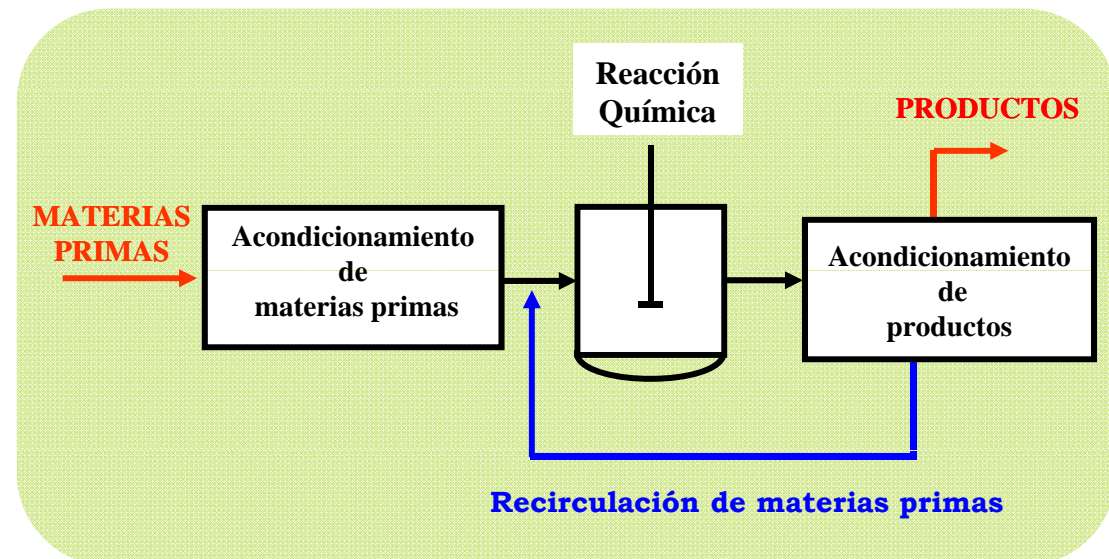 Reacción
Química
PRODUCTOS
MATERIAS
PRIMAS
Acondicionamiento
de
materias primas
Acondicionamiento
de
productos
Recirculación de materias primas